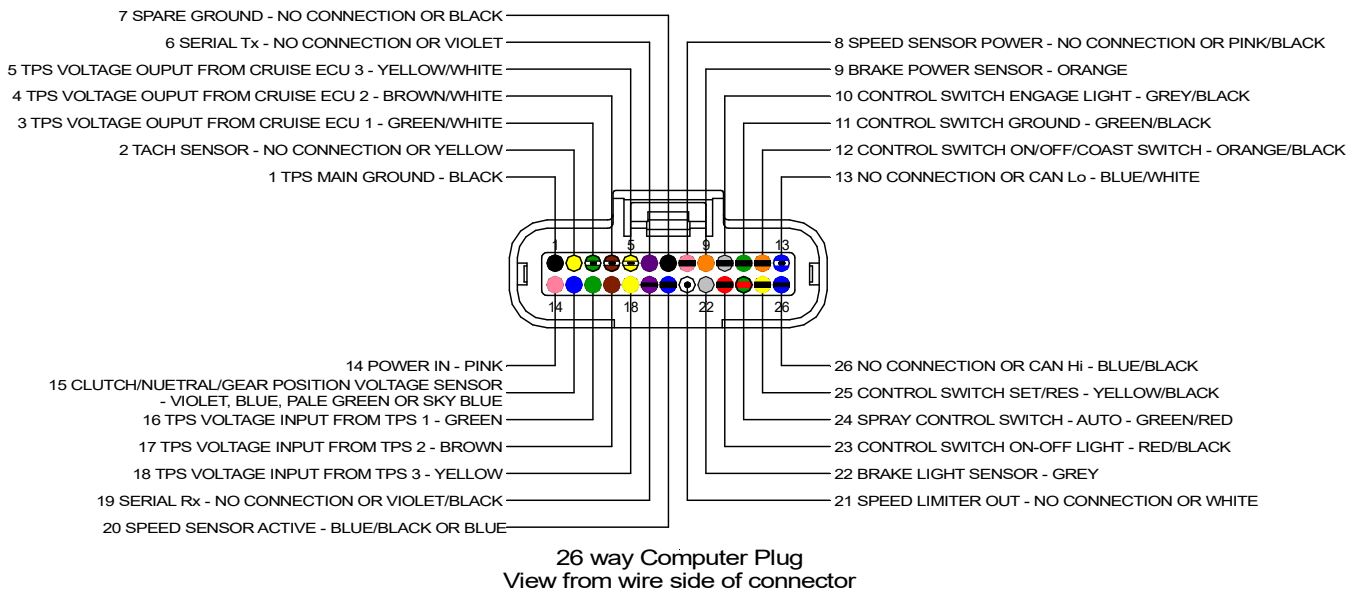 7 SPARE GROUND - NO CONNECTION OR BLACK
6 SERIAL Tx - NO CONNECTION OR VIOLET
5 TPS VOLTAGE OUPUT FROM CRUISE ECU 3 - YELLOW/WHITE
4 TPS VOLTAGE OUPUT FROM CRUISE ECU 2 - BROWN/WHITE
3 TPS VOLTAGE OUPUT FROM CRUISE ECU 1 - GREEN/WHITE
2 TACH SENSOR - NO CONNECTION OR YELLOW
1 TPS MAIN GROUND - BLACK
8 SPEED SENSOR POWER - NO CONNECTION OR PINK/BLACK
9 BRAKE POWER SENSOR - ORANGE
10 CONTROL SWITCH ENGAGE LIGHT - GREY/BLACK
11 CONTROL SWITCH GROUND - GREEN/BLACK
12 CONTROL SWITCH ON/OFF/COAST SWITCH - ORANGE/BLACK
13 NO CONNECTION OR CAN Lo - BLUE/WHITE
1 5 9 13
14 18 22 26
14 POWER IN - PINK
15 CLUTCH/NUETRAL/GEAR POSITION VOLTAGE SENSOR
- VIOLET, BLUE, PALE GREEN OR SKY BLUE
16 TPS VOLTAGE INPUT FROM TPS 1 - GREEN
17 TPS VOLTAGE INPUT FROM TPS 2 - BROWN
18 TPS VOLTAGE INPUT FROM TPS 3 - YELLOW
19 SERIAL Rx - NO CONNECTION OR VIOLET/BLACK
20 SPEED SENSOR ACTIVE - BLUE/BLACK OR BLUE
26 NO CONNECTION OR CAN Hi - BLUE/BLACK
25 CONTROL SWITCH SET/RES - YELLOW/BLACK
24 SPRAY CONTROL SWITCH - AUTO - GREEN/RED
23 CONTROL SWITCH ON-OFF LIGHT - RED/BLACK
22 BRAKE LIGHT SENSOR - GREY
21 SPEED LIMITER OUT - NO CONNECTION OR WHITE
26 way Computer Plug
View from wire side of connector